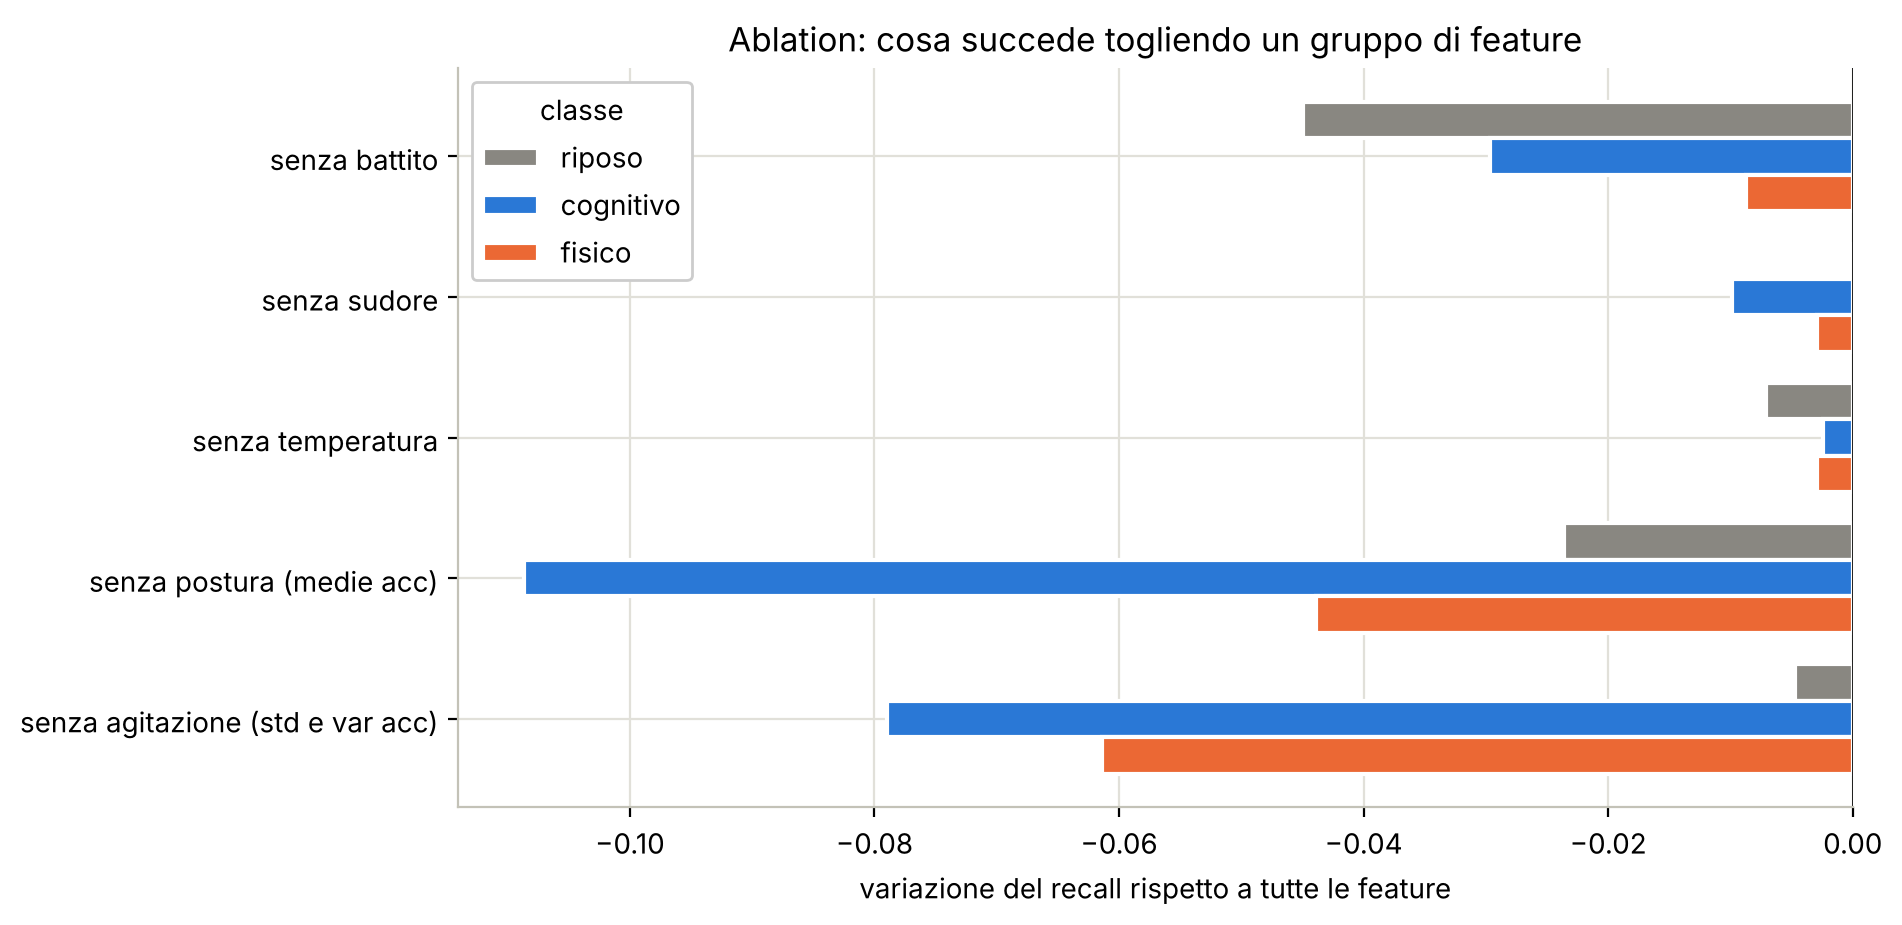 Ablation: cosa succede togliendo un gruppo di feature
classe
riposo
cognitivo
fisico
senza battito
senza sudore
senza temperatura
senza postura (medie acc)
senza agitazione (std e var acc)
−0.10 −0.08 −0.06 −0.04 −0.02 0.00
variazione del recall rispetto a tutte le feature